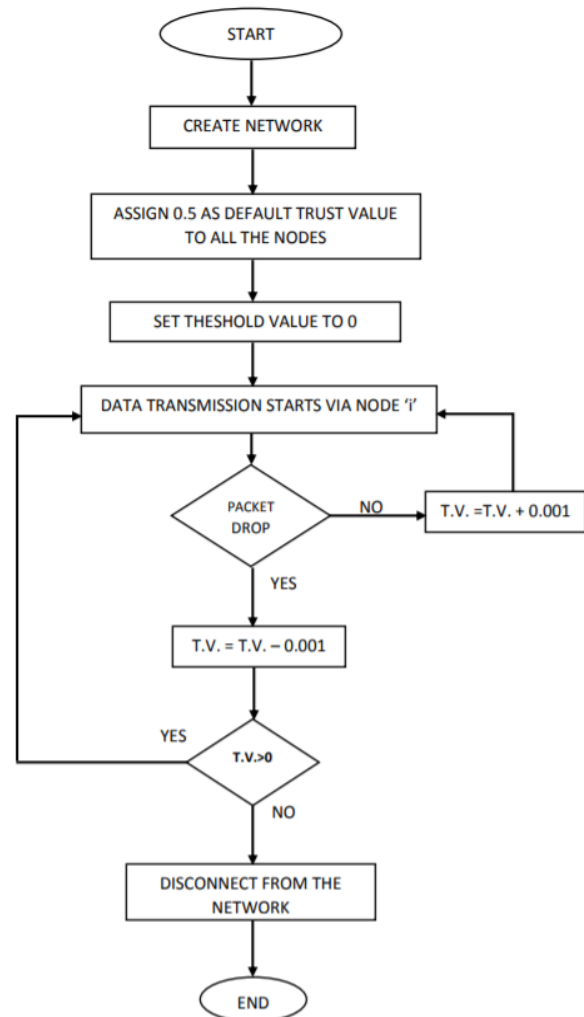 START
CREATE NETWORK
ASSIGN 0.5 AS DEFAULT TRUST VALUE
TO ALL THE NODES
SET THESHOLD VALUE TO 0
DATA TRANSMISSION STARTS VIA NODE ‘i’
PACKET
DROP
NO
T.V. =T.V. + 0.001
YES
T.V. = T.V. – 0.001
YES
T.V.>0
NO
DISCONNECT FROM THE
NETWORK
END